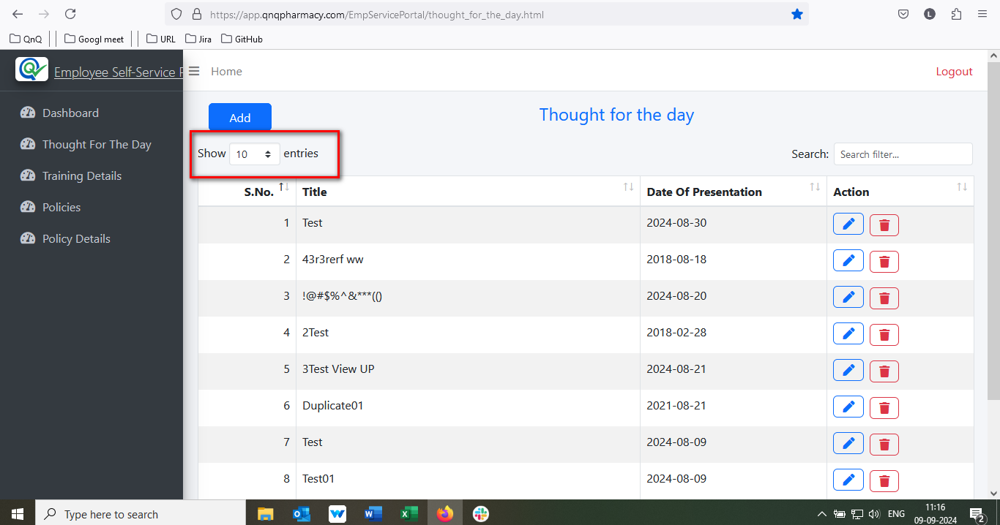 https://app.qnqpharmacy.com/EmpServicePortal/thought_for_the_day.html
L
QnQ Googl meet URL Jira GitHub
Employee Self-Service
Home
Logout
Dashboard
Thought For The Day
Training Details
Policies
Policy Details
Add
Thought for the day
Show 10 entries
Search: Search filter...
S.No. Title Date Of Presentation Action
1 Test 2024-08-30
2 43r3rerf ww 2018-08-18
3 !@#$%^&***(() 2024-08-20
4 2Test 2018-02-28
5 3Test View UP 2024-08-21
6 Duplicate01 2021-08-21
7 Test 2024-08-09
8 Test01 2024-08-09
Type here to search
ENG
11:16
09-09-2024
2